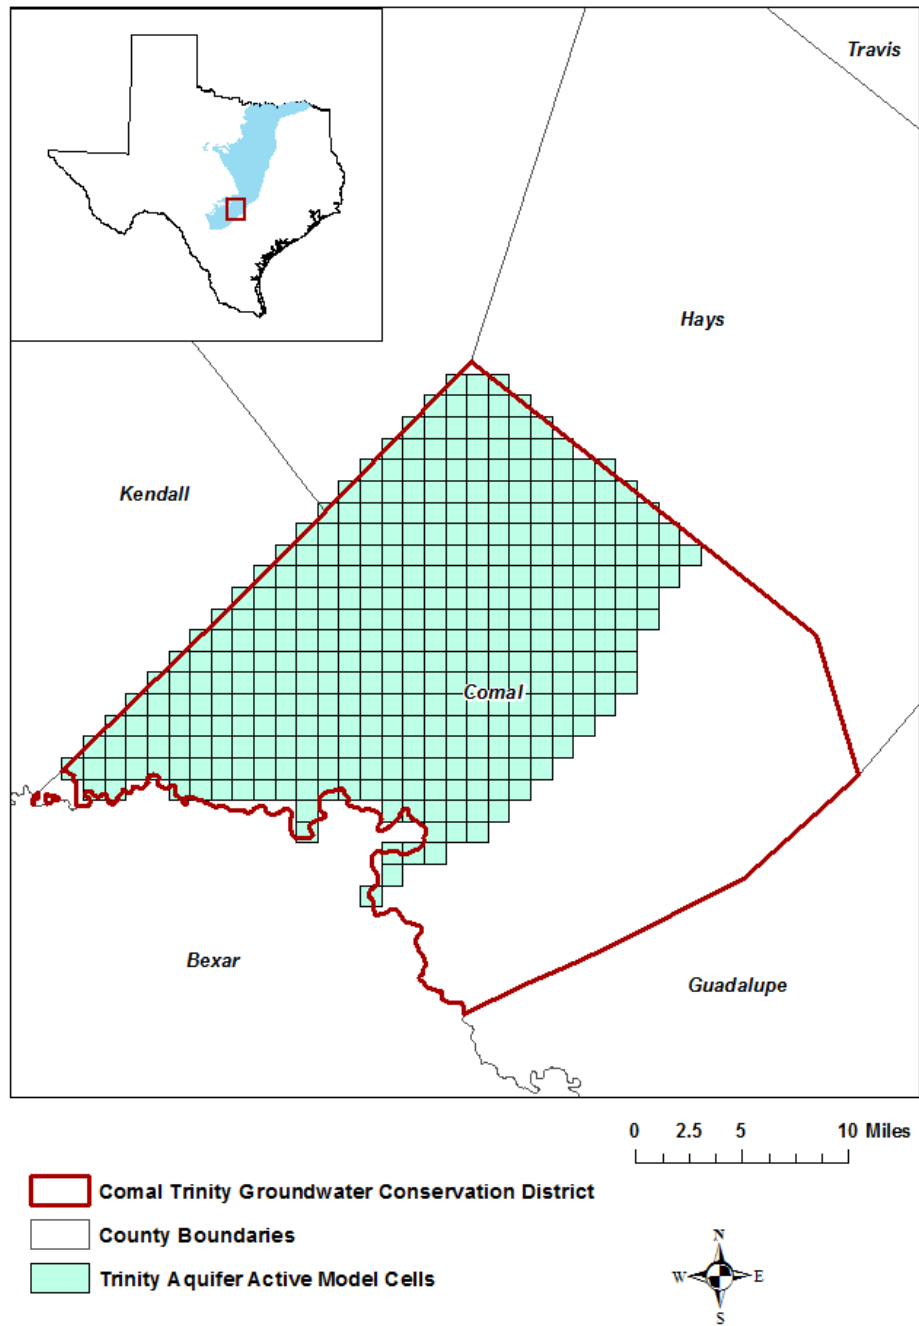 Travis
Hays
Kendall
Comal
Bexar
Guadalupe
0 2.5 5 10 Miles
Comal Trinity Groundwater Conservation District
County Boundaries
Trinity Aquifer Active Model Cells
N
W E
S